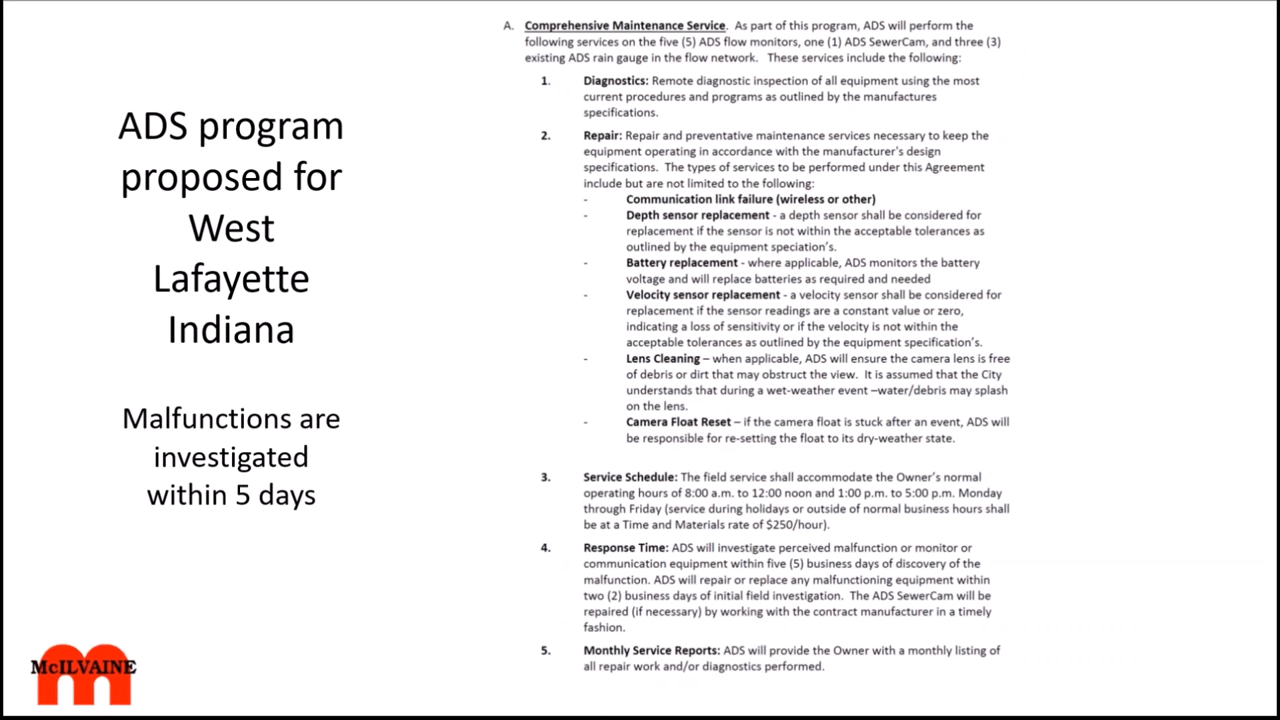 ADS program
proposed for
West
Lafayette
Indiana
Malfunctions are
investigated
within 5 days
McILVAINE
A. Comprehensive Maintenance Service. As part of this program, ADS will perform the
following services on the five (5) ADS flow monitors, one (1) ADS SewerCam, and three (3)
existing ADS rain gauge in the flow network. These services include the following:
1. Diagnostics: Remote diagnostic inspection of all equipment using the most
current procedures and programs as outlined by the manufactures
specifications.
2. Repair: Repair and preventative maintenance services necessary to keep the
equipment operating in accordance with the manufacturer's design
specifications. The types of services to be performed under this Agreement
include but are not limited to the following:
- Communication link failure (wireless or other)
- Depth sensor replacement - a depth sensor shall be considered for
replacement if the sensor is not within the acceptable tolerances as
outlined by the equipment speciation's.
- Battery replacement - where applicable, ADS monitors the battery
voltage and will replace batteries as required and needed
- Velocity sensor replacement - a velocity sensor shall be considered for
replacement if the sensor readings are a constant value or zero,
indicating a loss of sensitivity or if the velocity is not within the
acceptable tolerances as outlined by the equipment specification's.
- Lens Cleaning – when applicable, ADS will ensure the camera lens is free
of debris or dirt that may obstruct the view. It is assumed that the City
understands that during a wet-weather event –water/debris may splash
on the lens.
- Camera Float Reset – if the camera float is stuck after an event, ADS will
be responsible for re-setting the float to its dry-weather state.
3. Service Schedule: The field service shall accommodate the Owner's normal
operating hours of 8:00 a.m. to 12:00 noon and 1:00 p.m. to 5:00 p.m. Monday
through Friday (service during holidays or outside of normal business hours shall
be at a Time and Materials rate of $250/hour).
4. Response Time: ADS will investigate perceived malfunction or monitor or
communication equipment within five (5) business days of discovery of the
malfunction. ADS will repair or replace any malfunctioning equipment within
two (2) business days of initial field investigation. The ADS SewerCam will be
repaired (if necessary) by working with the contract manufacturer in a timely
fashion.
5. Monthly Service Reports: ADS will provide the Owner with a monthly listing of
all repair work and/or diagnostics performed.